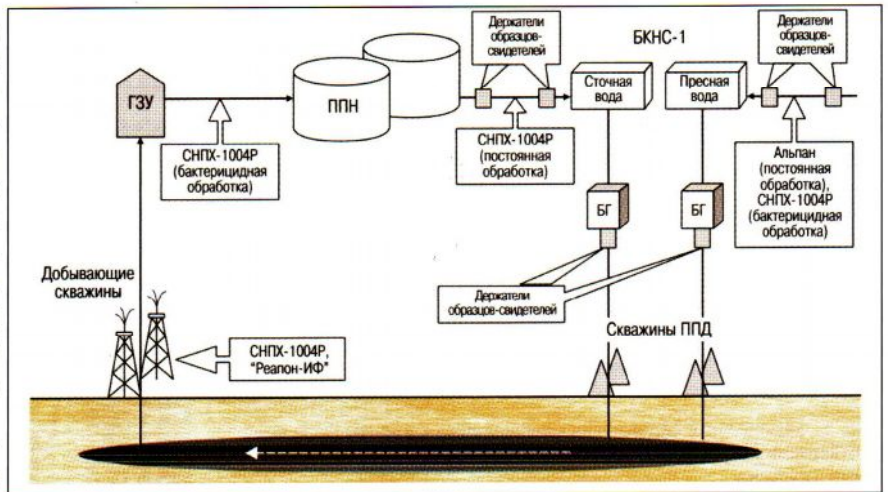 Держатели
образцов-
свидетелей
БКНС-1
Держатели
образцов-
свидетелей
ГЗУ
ППН
Сточная
вода
Пресная
вода
СНПХ-1004Р
(бактерицидная
обработка)
СНПХ-1004Р
(постоянная
обработка)
Альпан
(постоянная
обработка),
СНПХ-1004Р
(бактерицидная
обработка)
БГ
БГ
Добывающие
скважины
Держатели
образцов-свидетелей
Скважины ППД
СНПХ-1004Р,
"Реапон-ИФ"